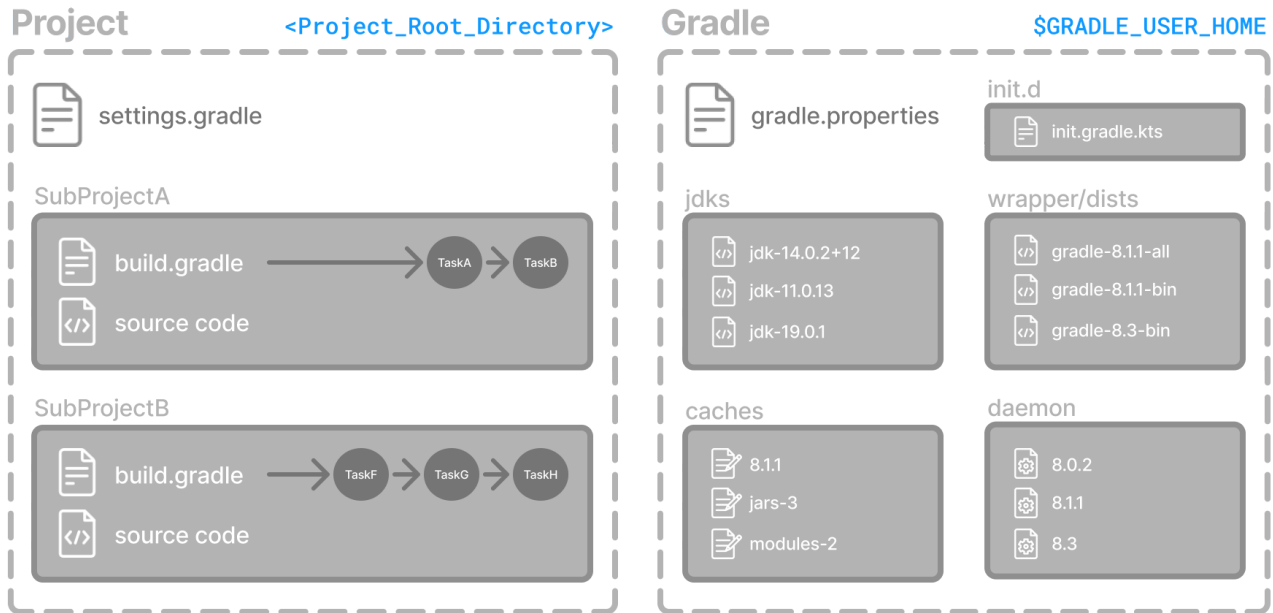 Project
<Project_Root_Directory>
settings.gradle
SubProjectA
build.gradle
TaskA
TaskB
source code
SubProjectB
build.gradle
TaskF
TaskG
TaskH
source code
Gradle
$GRADLE_USER_HOME
gradle.properties
init.d
init.gradle.kts
jdks
jdk-14.0.2+12
jdk-11.0.13
jdk-19.0.1
wrapper/dists
gradle-8.1.1-all
gradle-8.1.1-bin
gradle-8.3-bin
caches
8.1.1
jars-3
modules-2
daemon
8.0.2
8.1.1
8.3